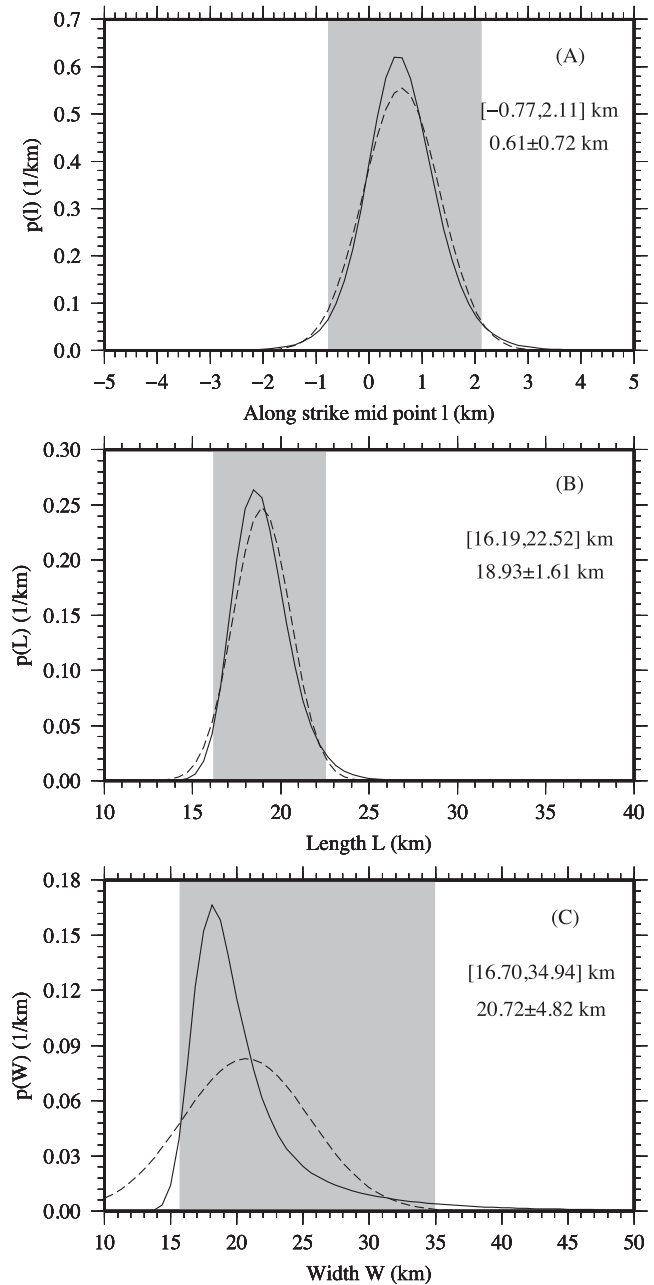 0.7
(A)
0.6
[−0.77,2.11] km
0.5
0.61±0.72 km
0.4
p(l) (1/km)
0.3
0.2
0.1
0.0
−5 −4 −3 −2 −1 0 1 2 3 4 5
Along strike mid point l (km)
0.30
(B)
0.25
[16.19,22.52] km
0.20
18.93±1.61 km
0.15
p(L) (1/km)
0.10
0.05
0.00
10 15 20 25 30 35 40
Length L (km)
0.18
(C)
0.15
[16.70,34.94] km
0.12
20.72±4.82 km
0.09
p(W) (1/km)
0.06
0.03
0.00
10 15 20 25 30 35 40 45 50
Width W (km)